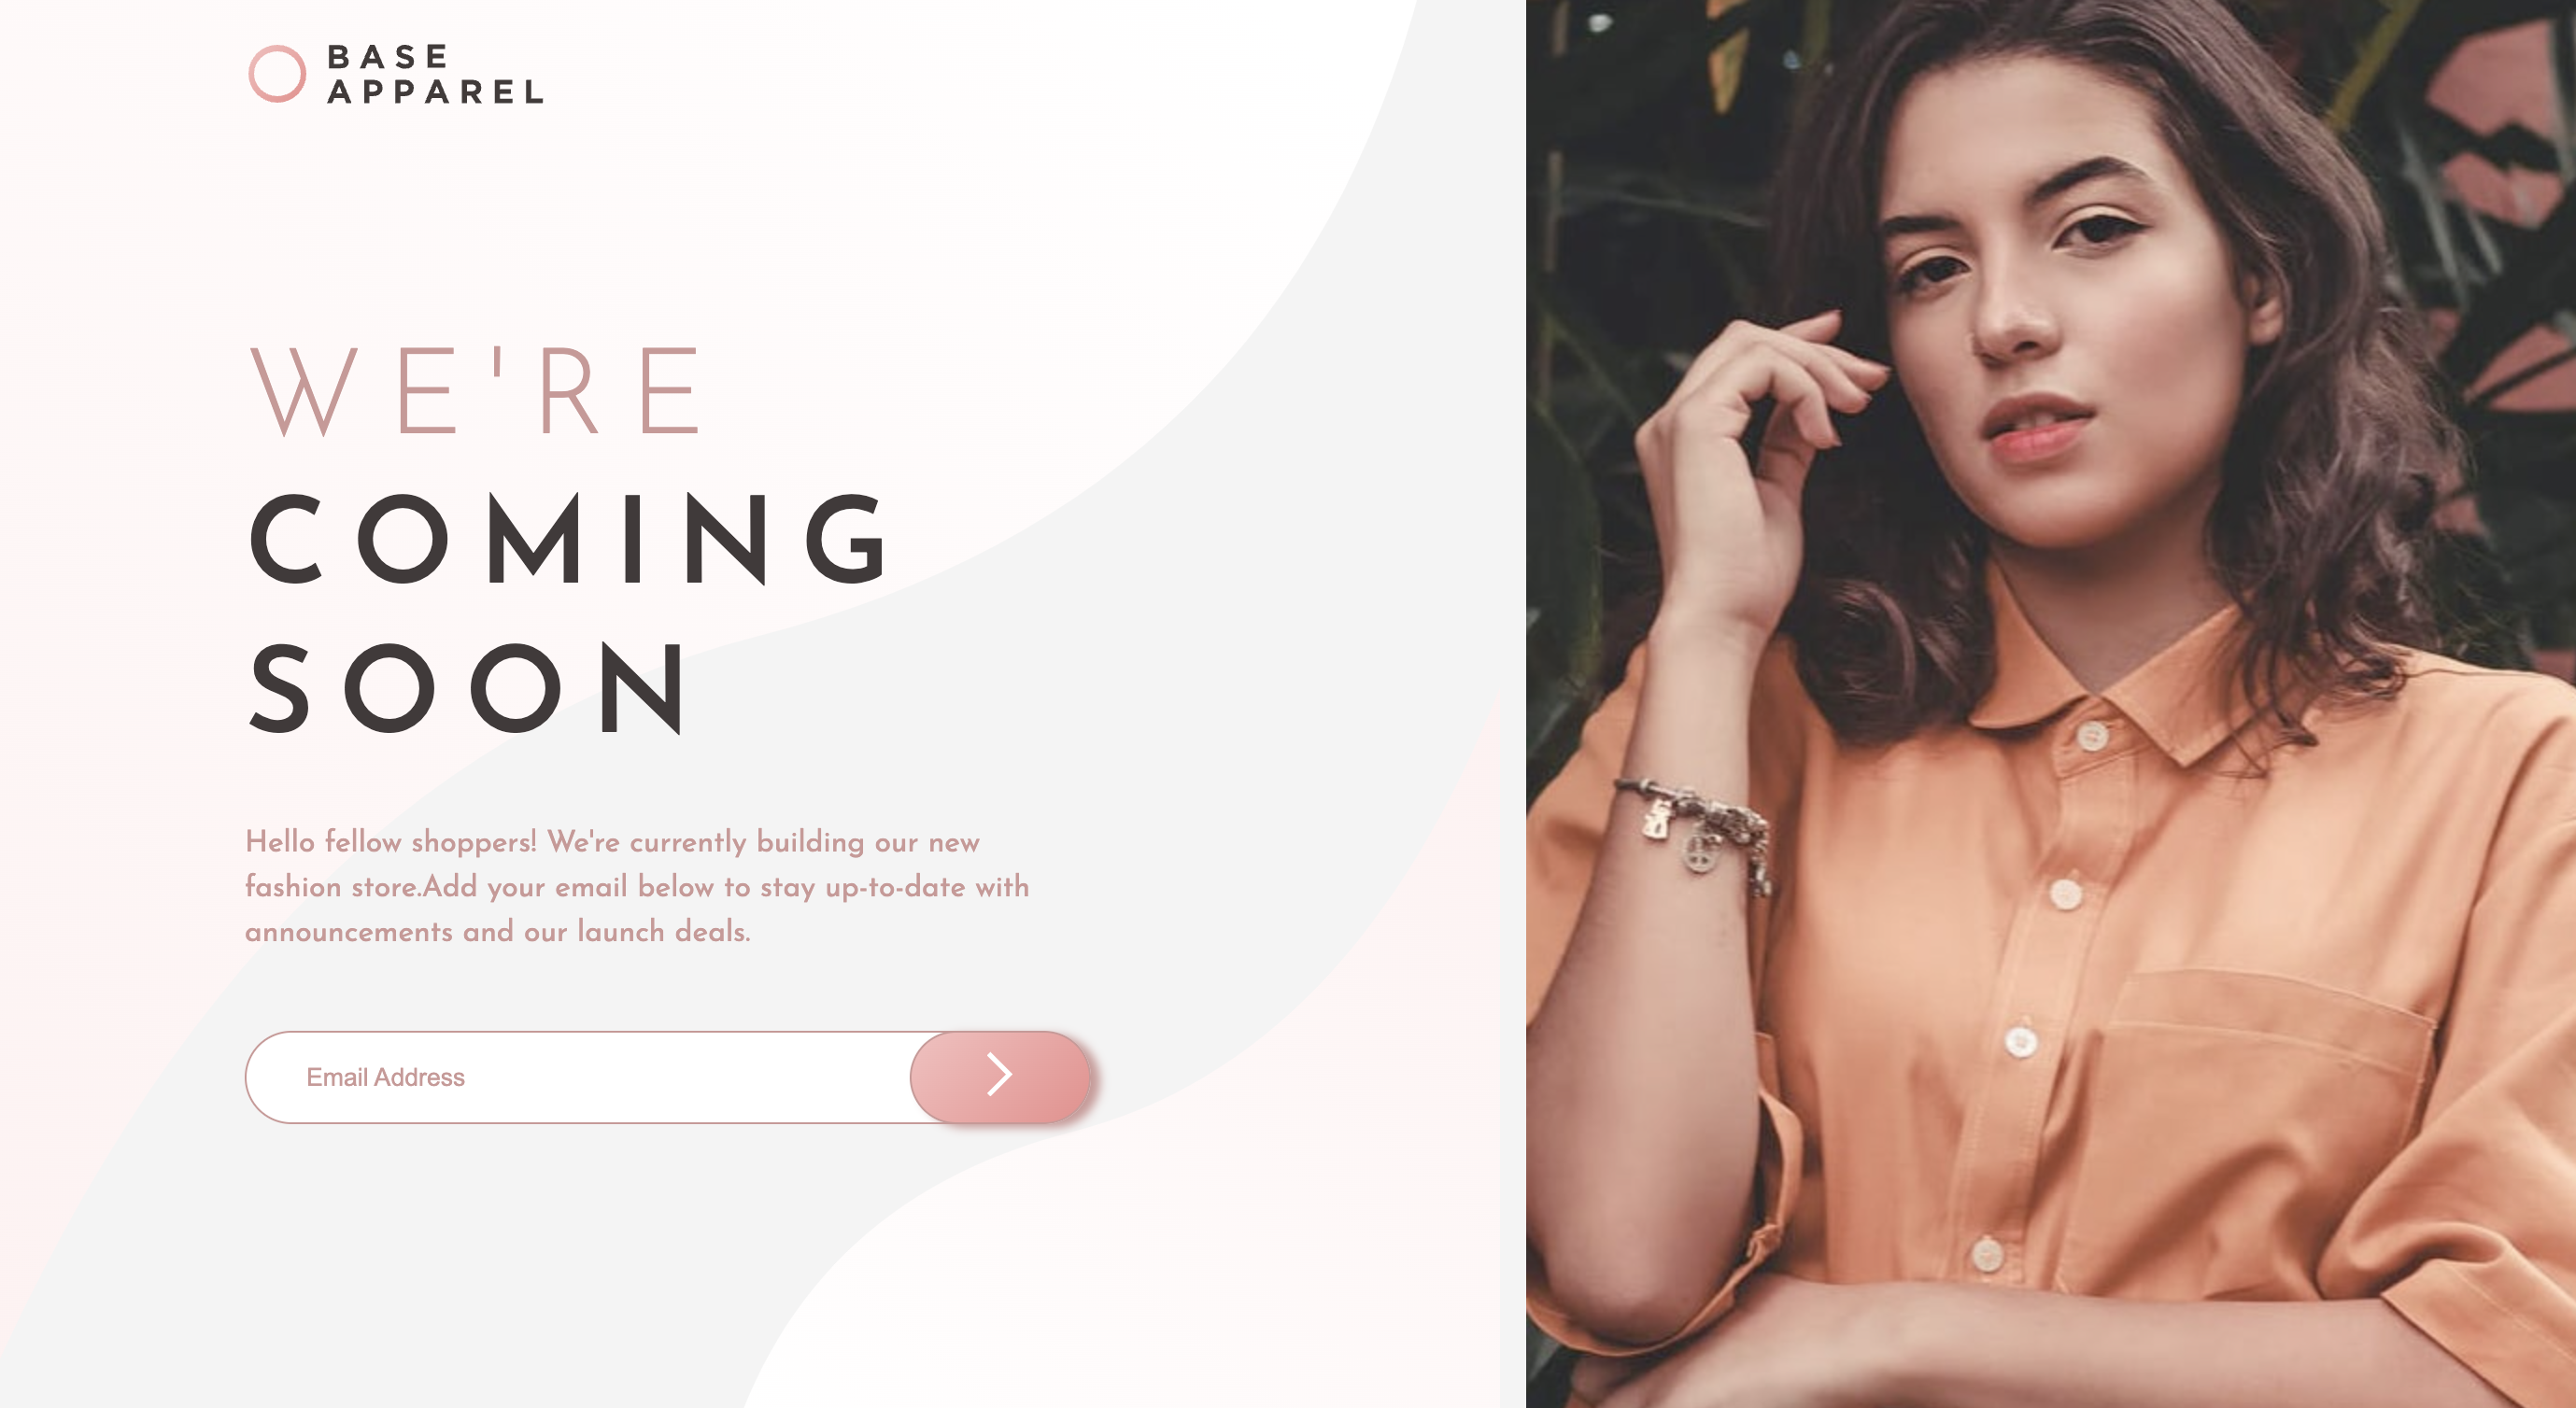 BASE
APPAREL
WE'RE
COMING
SOON
Hello fellow shoppers! We're currently building our new
fashion store.Add your email below to stay up-to-date with
announcements and our launch deals.
Email Address